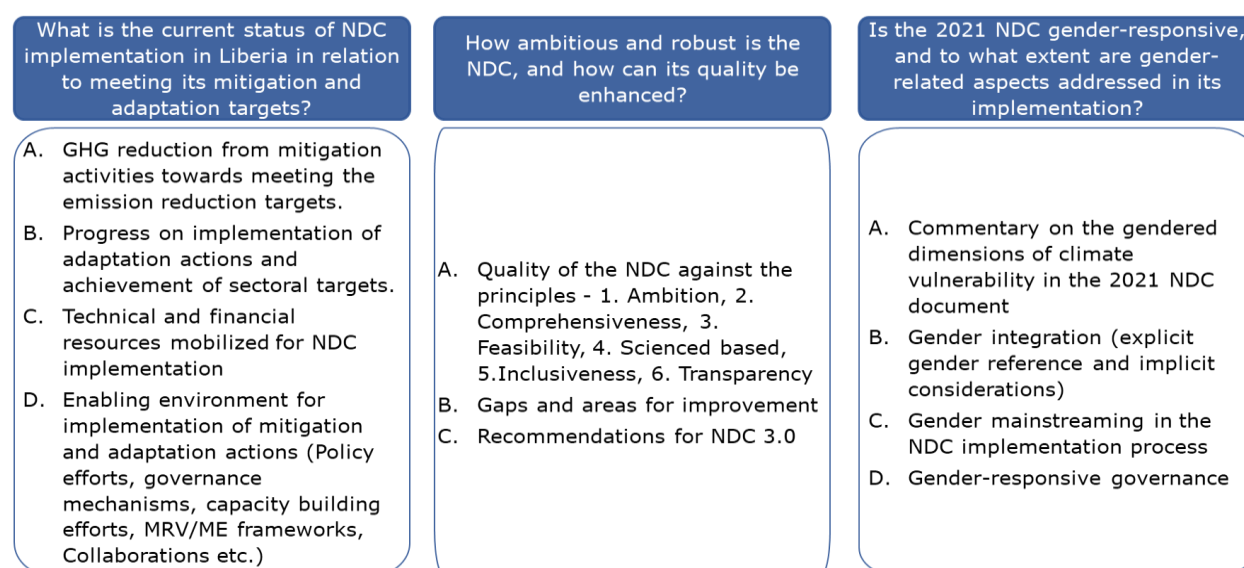 What is the current status of NDC
implementation in Liberia in relation
to meeting its mitigation and
adaptation targets?
A. GHG reduction from mitigation
activities towards meeting the
emission reduction targets.
B. Progress on implementation of
adaptation actions and
achievement of sectoral targets.
C. Technical and financial
resources mobilized for NDC
implementation
D. Enabling environment for
implementation of mitigation
and adaptation actions (Policy
efforts, governance
mechanisms, capacity building
efforts, MRV/ME frameworks,
Collaborations etc.)
How ambitious and robust is the
NDC, and how can its quality be
enhanced?
A. Quality of the NDC against the
principles - 1. Ambition, 2.
Comprehensiveness, 3.
Feasibility, 4. Scienced based,
5.Inclusiveness, 6. Transparency
B. Gaps and areas for improvement
C. Recommendations for NDC 3.0
Is the 2021 NDC gender-responsive,
and to what extent are gender-
related aspects addressed in its
implementation?
A. Commentary on the gendered
dimensions of climate
vulnerability in the 2021 NDC
document
B. Gender integration (explicit
gender reference and implicit
considerations)
C. Gender mainstreaming in the
NDC implementation process
D. Gender-responsive governance